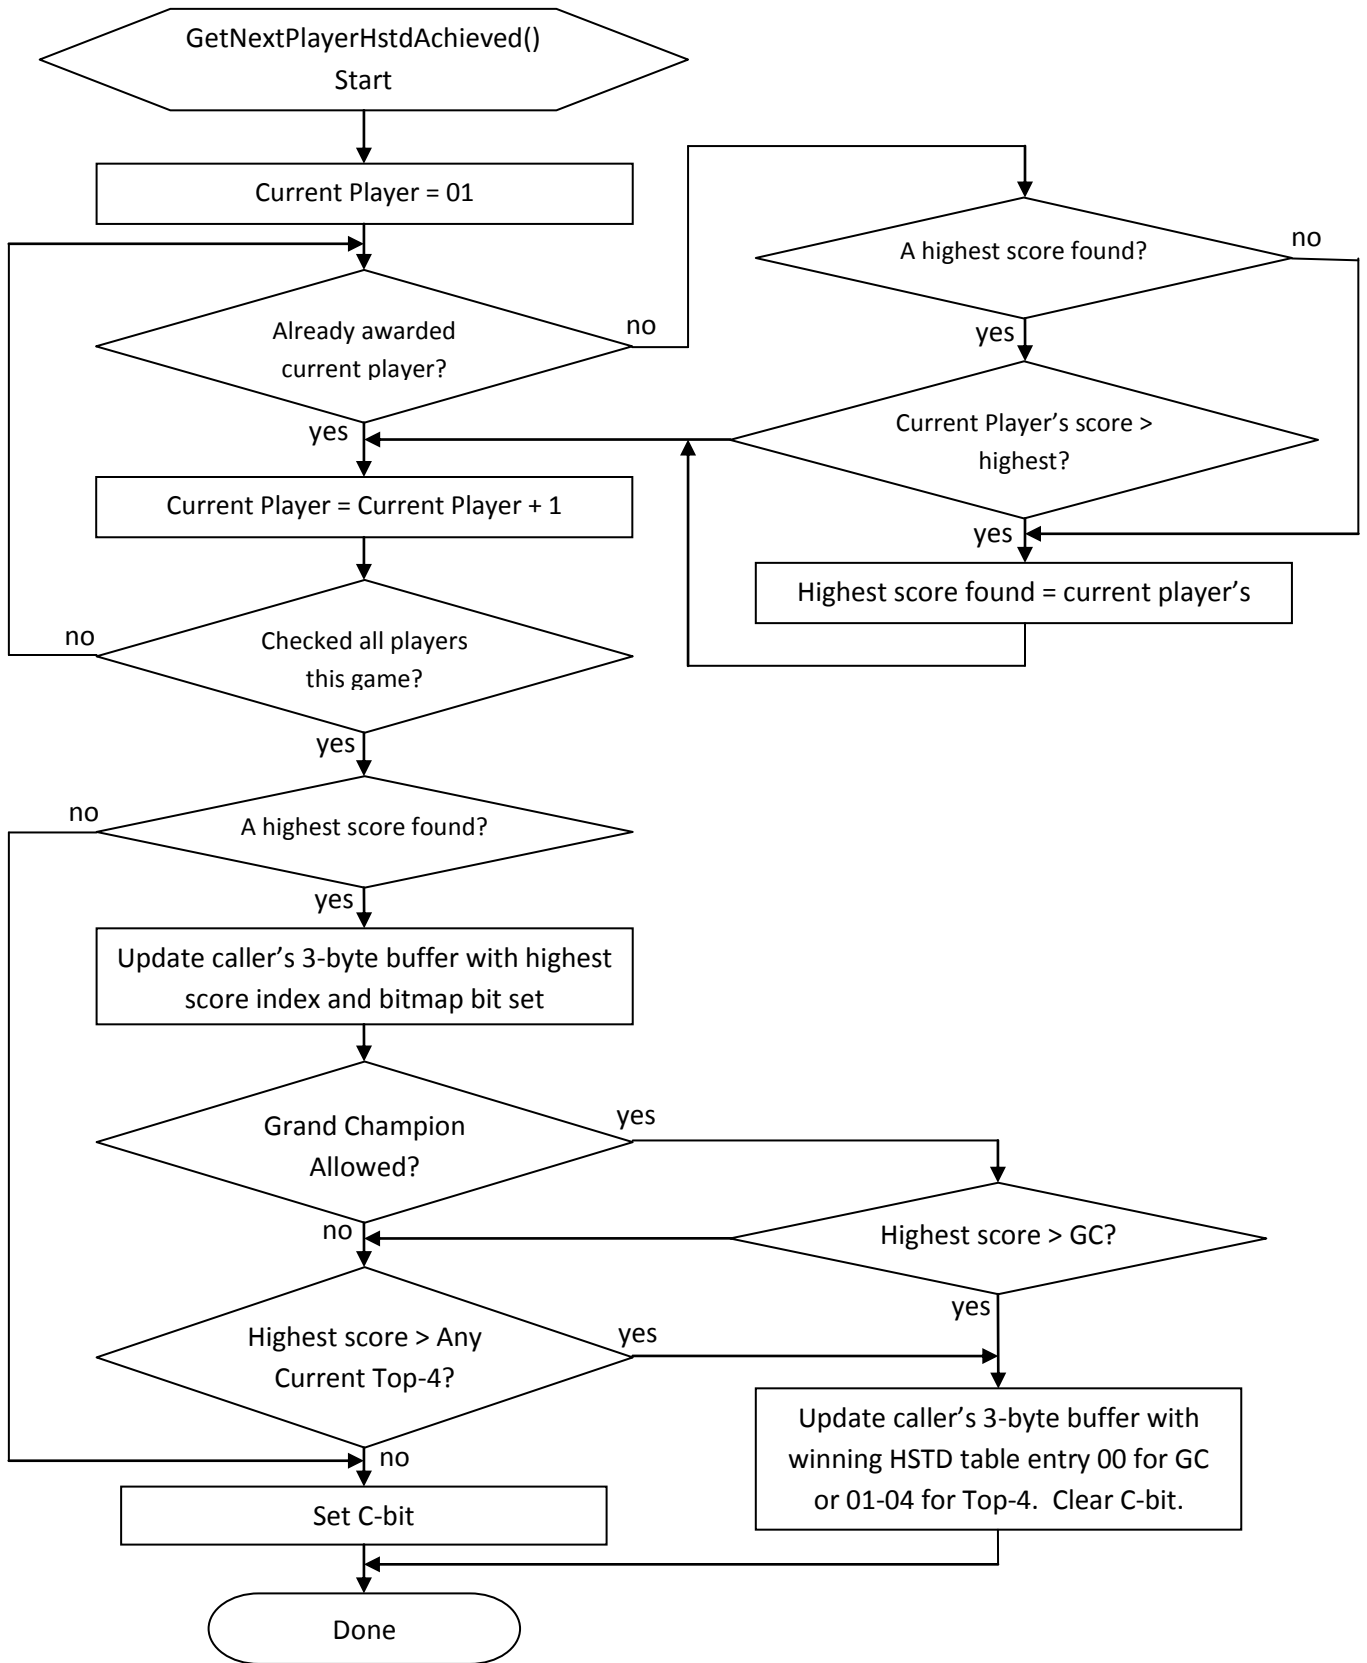 GetNextPlayerHstdAchieved()
Start
Current Player = 01
A highest score found?
no
Already awarded
current player?
no
yes
Current Player's score >
highest?
yes
Current Player = Current Player + 1
yes
Highest score found = current player's
no
Checked all players
this game?
yes
no
A highest score found?
yes
Update caller's 3-byte buffer with highest
score index and bitmap bit set
Grand Champion
Allowed?
yes
no
Highest score > GC?
yes
Highest score > Any
Current Top-4?
yes
no
Update caller's 3-byte buffer with
winning HSTD table entry 00 for GC
or 01-04 for Top-4.  Clear C-bit.
Set C-bit
Done